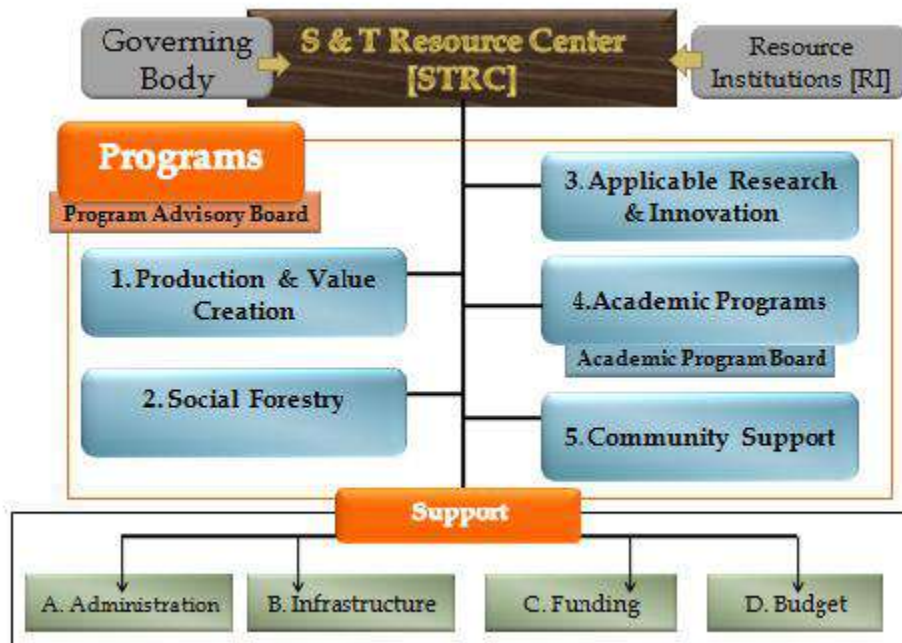 Governing
Body
S & T Resource Center
[STRC]
Resource
Institutions [RI]
Programs
Program Advisory Board
1. Production & Value
Creation
2. Social Forestry
3. Applicable Research
& Innovation
4. Academic Programs
Academic Program Board
5. Community Support
Support
A. Administration
B. Infrastructure
C. Funding
D. Budget